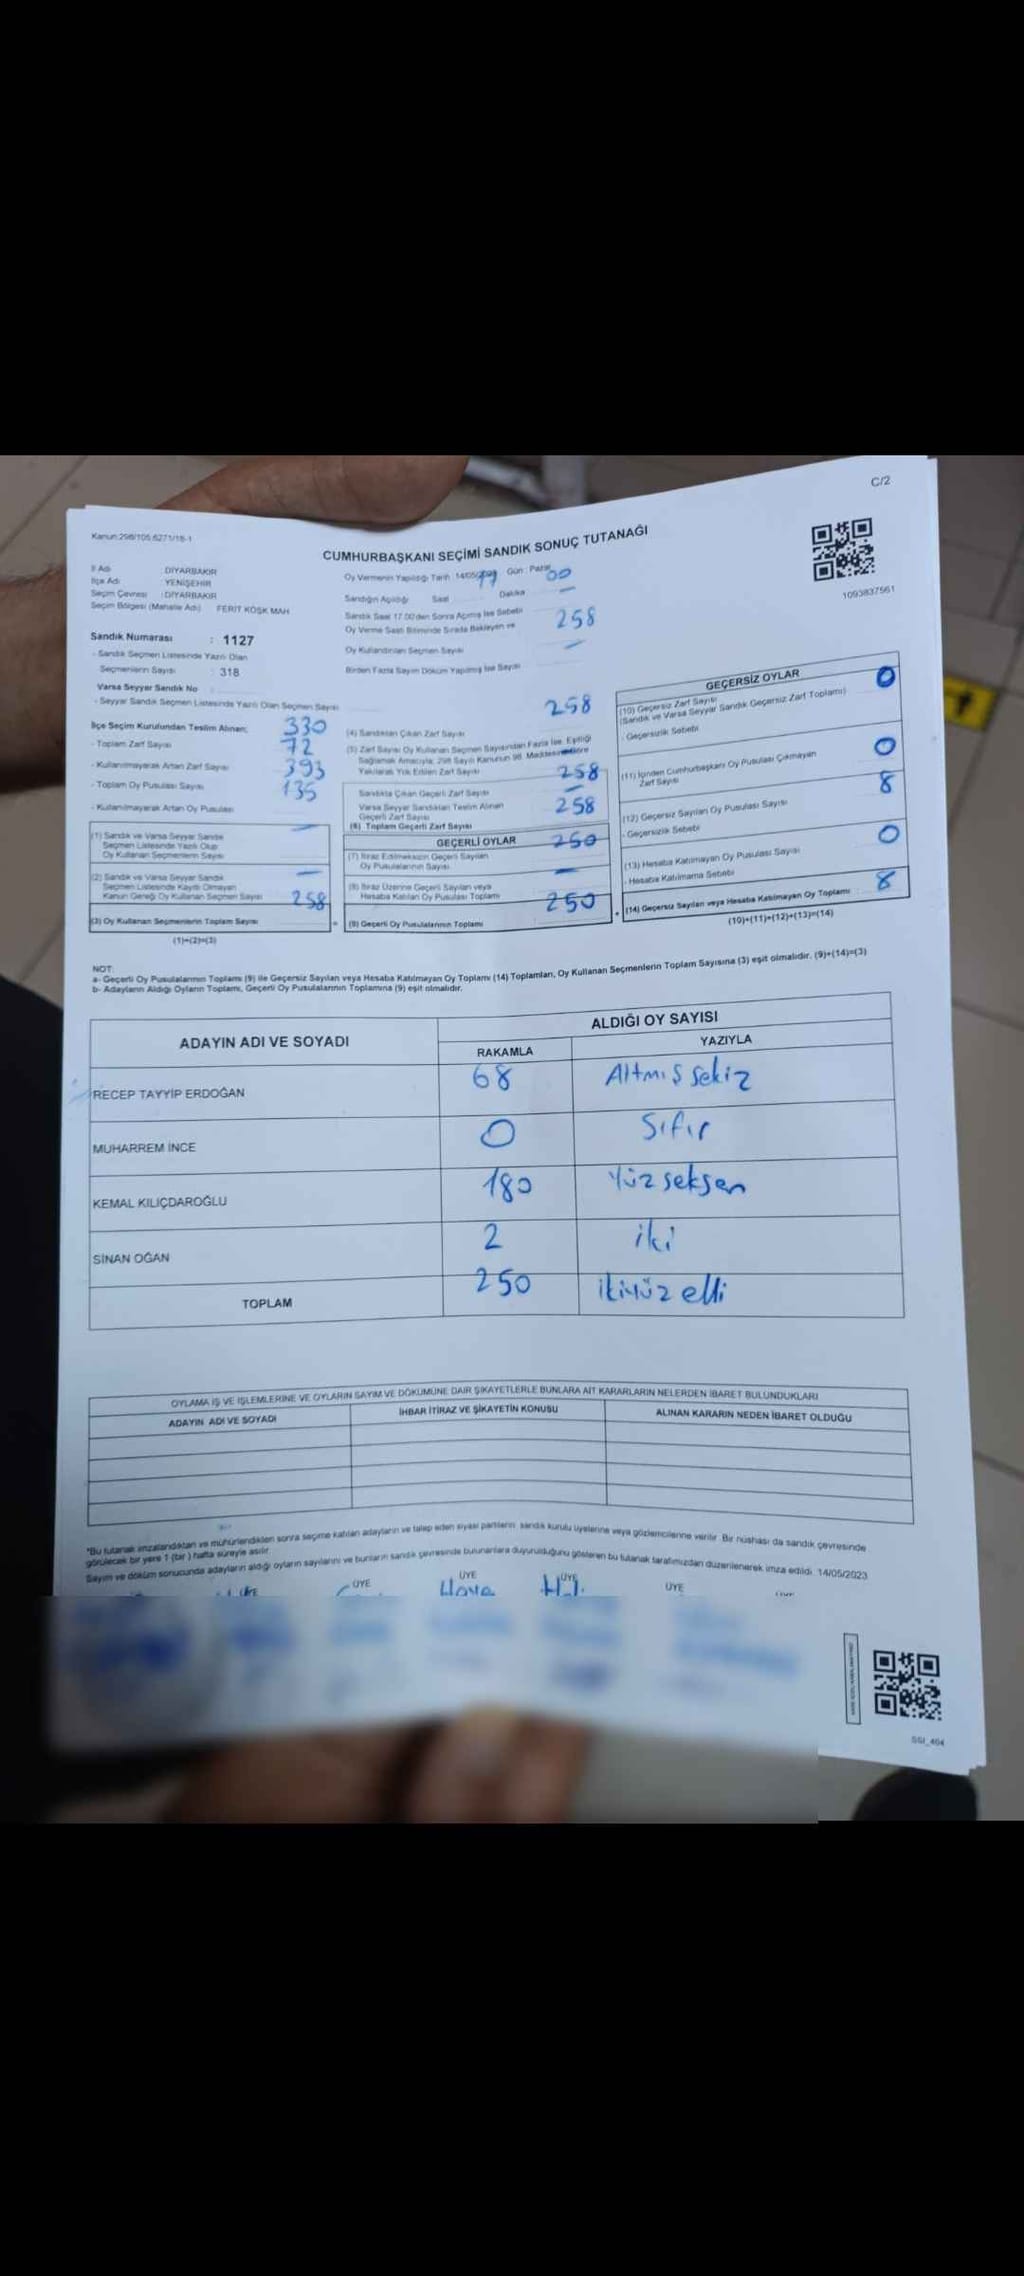 C/2
Kanun:298/105.6271/18-1
CUMHURBAŞKANI SEÇİMİ SANDIK SONUÇ TUTANAĞI
1093837561
İl Adı DİYARBAKIR
İlçe Adı YENİŞEHİR
Seçim Çevresi :DİYARBAKIR
Seçim Bölgesi (Mahalle Adı) FERİT KÖŞK MAH
Sandık Numarası : 1127
- Sandık Seçmen Listesinde Yazılı Olan
Seçmenlerin Sayısı : 318
Varsa Seyyar Sandık No
- Seyyar Sandık Seçmen Listesinde Yazılı Olan Seçmen Sayısı
İlçe Seçim Kurulundan Teslim Alınan; 330
- Toplam Zarf Sayısı 72
- Kullanılmayarak Artan Zarf Sayısı 393
- Toplam Oy Pusulası Sayısı 135
- Kullanılmayarak Artan Oy Pusulası
(1) Sandık ve Varsa Seyyar Sandık
Seçmen Listesinde Yazılı Olup
Oy Kullanan Seçmenlerin Sayısı
(2) Sandık ve Varsa Seyyar Sandık
Seçmen Listesinde Kayıtlı Olmayan
Kanun Gereği Oy Kullanan Seçmen Sayısı 258
(3) Oy Kullanan Seçmenlerin Toplam Sayısı
(1)+(2)=(3)
Oy Vermenin Yapıldığı Tarih 14/05/ Gün: Pazar
17 00
Sandığın Açıldığı Saat Dakika
Sandık Saat 17.00'den Sonra Açılmış İse Sebebi
Oy Verme Saati Bitiminde Sırada Bekleyen ve 258
Oy Kullandırılan Seçmen Sayısı
Birden Fazla Sayım Döküm Yapılmış İse Sayısı
258
(4) Sandıktan Çıkan Zarf Sayısı
(5) Zarf Sayısı Oy Kullanan Seçmen Sayısından Fazla İse, Eşitliği
Sağlamak Amacıyla, 298 Sayılı Kanunun 98. Maddesine Göre
Yakılarak Yok Edilen Zarf Sayısı 258
Sandıkta Çıkan Geçerli Zarf Sayısı
Varsa Seyyar Sandıktan Teslim Alınan 258
Geçerli Zarf Sayısı
(6) Toplam Geçerli Zarf Sayısı
GEÇERLİ OYLAR 250
(7) İtiraz Edilmeksizin Geçerli Sayılan
Oy Pusulalarının Sayısı
(8) İtiraz Üzerine Geçerli Sayılan veya
Hesaba Katılan Oy Pusulası Toplamı 250
(9) Geçerli Oy Pusulalarının Toplamı
GEÇERSİZ OYLAR 0
(10) Geçersiz Zarf Sayısı
(Sandık ve Varsa Seyyar Sandık Geçersiz Zarf Toplamı)
- Geçersizlik Sebebi
0
(11) İçinden Cumhurbaşkanı Oy Pusulası Çıkmayan
Zarf Sayısı
8
(12) Geçersiz Sayılan Oy Pusulası Sayısı
- Geçersizlik Sebebi
0
(13) Hesaba Katılmayan Oy Pusulası Sayısı
- Hesaba Katılmama Sebebi
8
(14) Geçersiz Sayılan veya Hesaba Katılmayan Oy Toplamı
(10)+(11)+(12)+(13)=(14)
NOT:
a- Geçerli Oy Pusulalarının Toplamı (9) ile Geçersiz Sayılan veya Hesaba Katılmayan Oy Toplamı (14) Toplamları, Oy Kullanan Seçmenlerin Toplam Sayısına (3) eşit olmalıdır. (9)+(14)=(3)
b- Adayların Aldığı Oyların Toplamı, Geçerli Oy Pusulalarının Toplamına (9) eşit olmalıdır.
ADAYIN ADI VE SOYADI ALDIĞI OY SAYISI
RAKAMLA YAZIYLA
RECEP TAYYİP ERDOĞAN 68 Altmış sekiz
MUHARREM İNCE 0 Sıfır
KEMAL KILIÇDAROĞLU 180 Yüzseksen
SİNAN OĞAN 2 iki
TOPLAM 250 ikiyüz elli
OYLAMA İŞ VE İŞLEMLERİNE VE OYLARIN SAYIM VE DÖKÜMÜNE DAİR ŞİKAYETLERLE BUNLARA AİT KARARLARIN NELERDEN İBARET BULUNDUKLARI
ADAYIN ADI VE SOYADI İHBAR İTİRAZ VE ŞİKAYETİN KONUSU ALINAN KARARIN NEDEN İBARET OLDUĞU
*Bu tutanak imzalandıktan ve mühürlendikten sonra seçime katılan adayların ve talep eden siyasi partilerin sandık kurulu üyelerine veya gözlemcilerine verilir. Bir nüshası da sandık çevresinde
görülecek bir yere 1 (bir) hafta süreyle asılır.
Sayım ve döküm sonucunda adayların aldığı oyların sayılarını ve bunların sandık çevresinde bulunanlara duyurulduğunu gösteren bu tutanak tarafımızdan düzenlenerek imza edildi. 14/05/2023
ÜYE ÜYE ÜYE ÜYE ÜYE
SSI_404